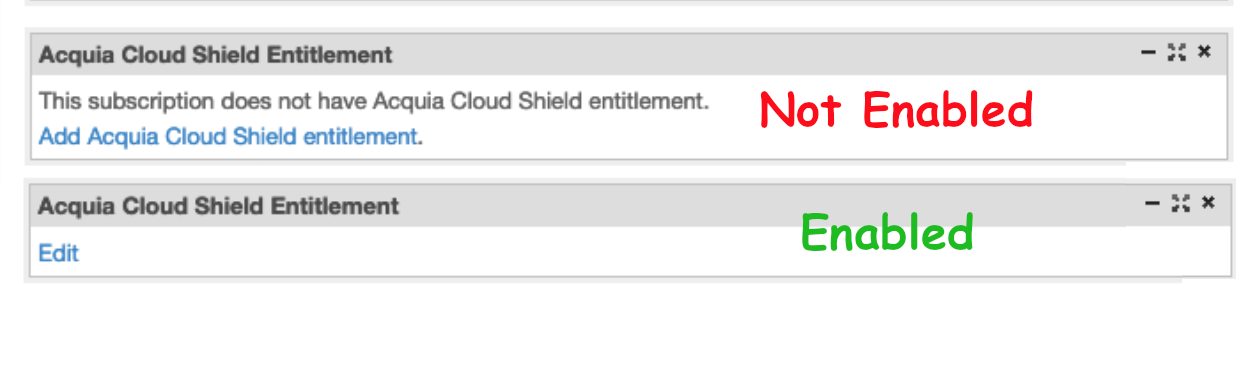 Acquia Cloud Shield Entitlement
This subscription does not have Acquia Cloud Shield entitlement.
Not Enabled
Add Acquia Cloud Shield entitlement.
Acquia Cloud Shield Entitlement
Enabled
Edit